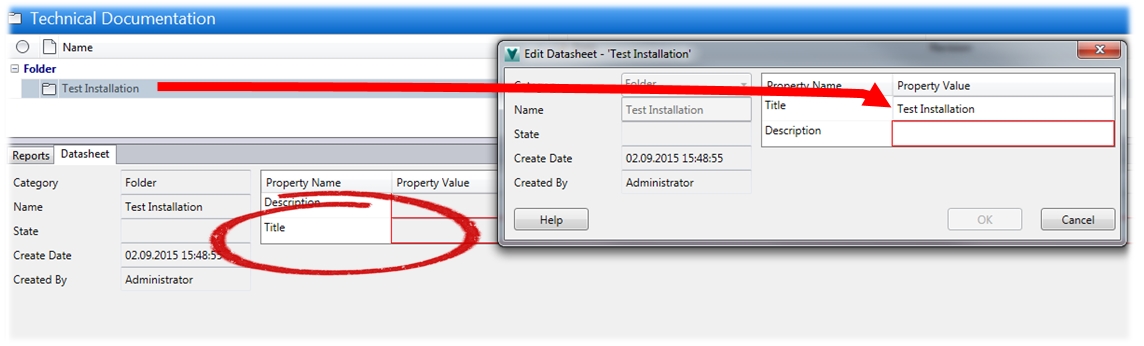 Technical Documentation
Name
Folder
Test Installation
Reports Datasheet
Category Folder
Name Test Installation
State
Create Date 02.09.2015 15:48:55
Created By Administrator
Property Name Property Value
Description
Title
Edit Datasheet - 'Test Installation'
Category Folder
Name Test Installation
State
Create Date 02.09.2015 15:48:55
Created By Administrator
Property Name Property Value
Title Test Installation
Description
Help OK Cancel